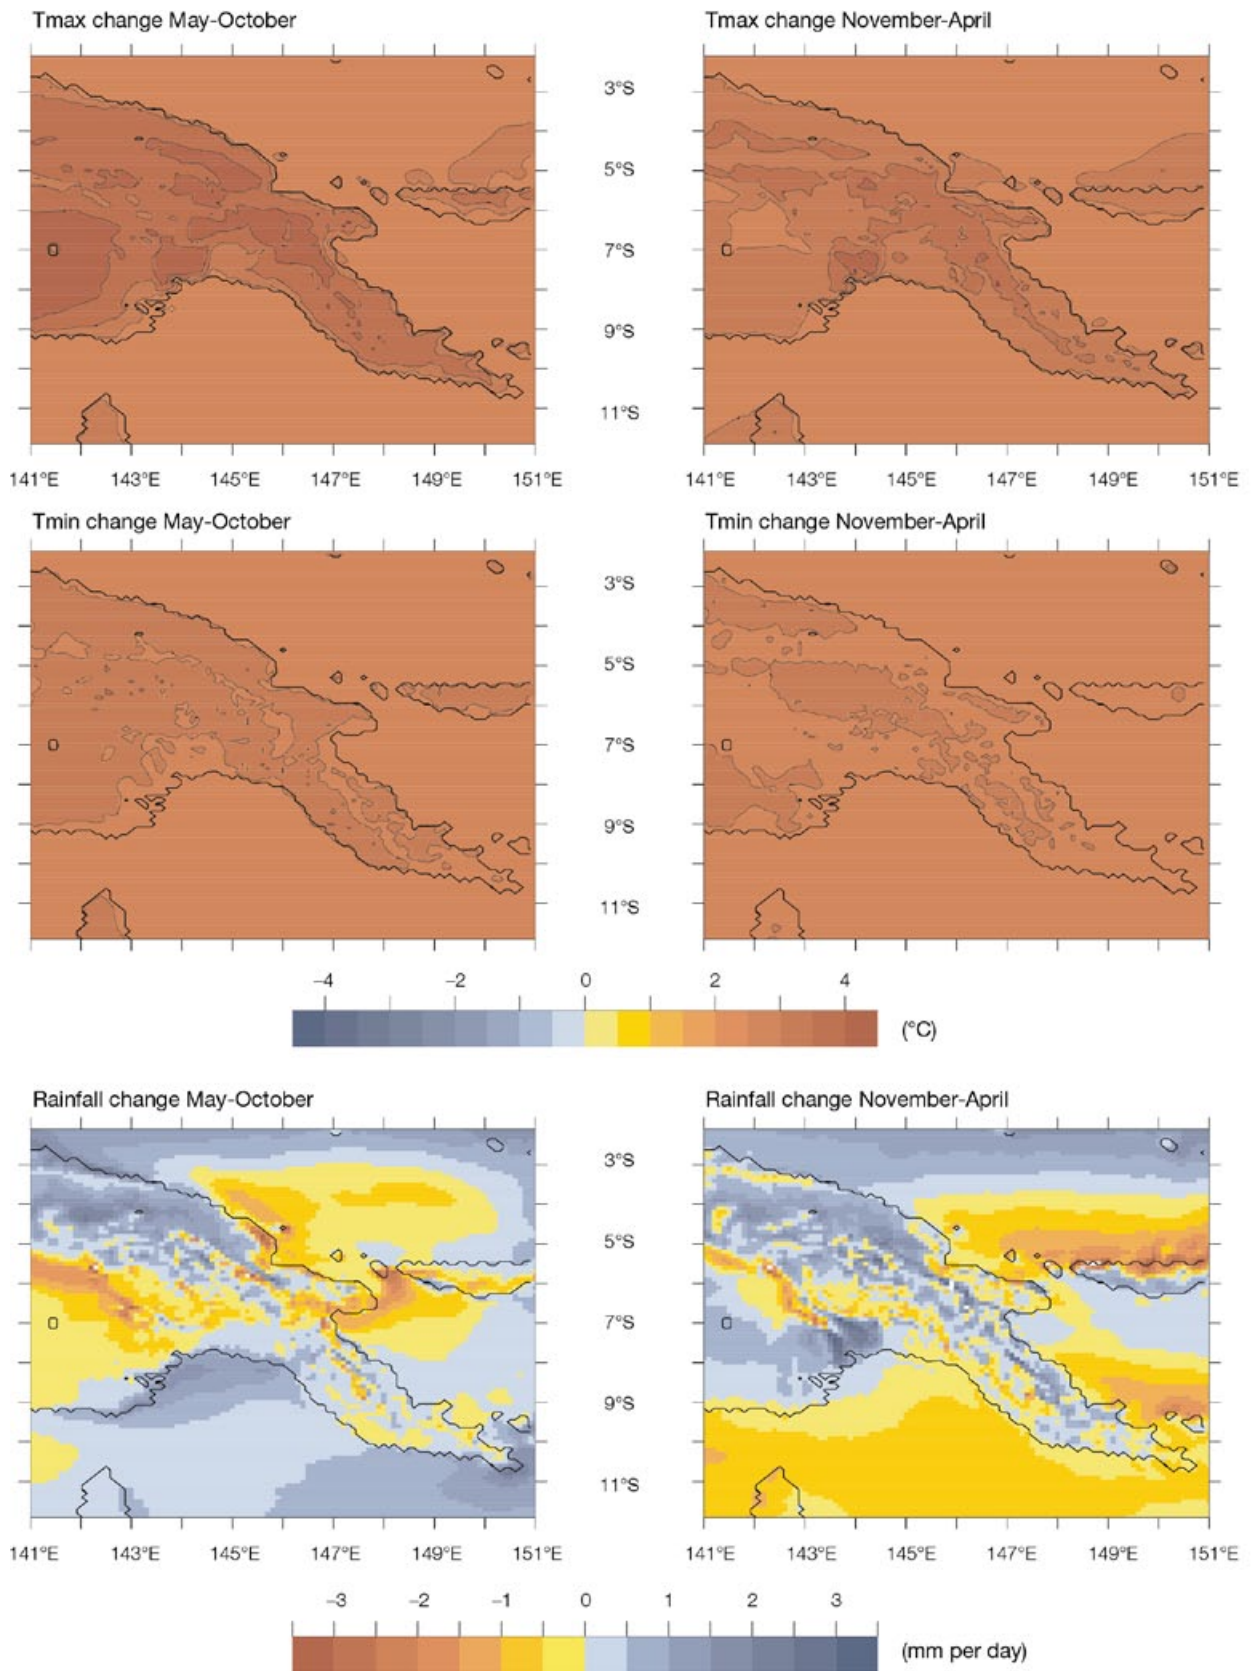 Tmax change May-October Tmax change November-April
3°S
5°S
7°S
9°S
11°S
141°E 143°E 145°E 147°E 149°E 151°E 141°E 143°E 145°E 147°E 149°E 151°E
Tmin change May-October Tmin change November-April
3°S
5°S
7°S
9°S
11°S
−4 −2 0 2 4
(°C)
Rainfall change May-October Rainfall change November-April
3°S
5°S
7°S
9°S
11°S
141°E 143°E 145°E 147°E 149°E 151°E 141°E 143°E 145°E 147°E 149°E 151°E
−3 −2 −1 0 1 2 3
(mm per day)